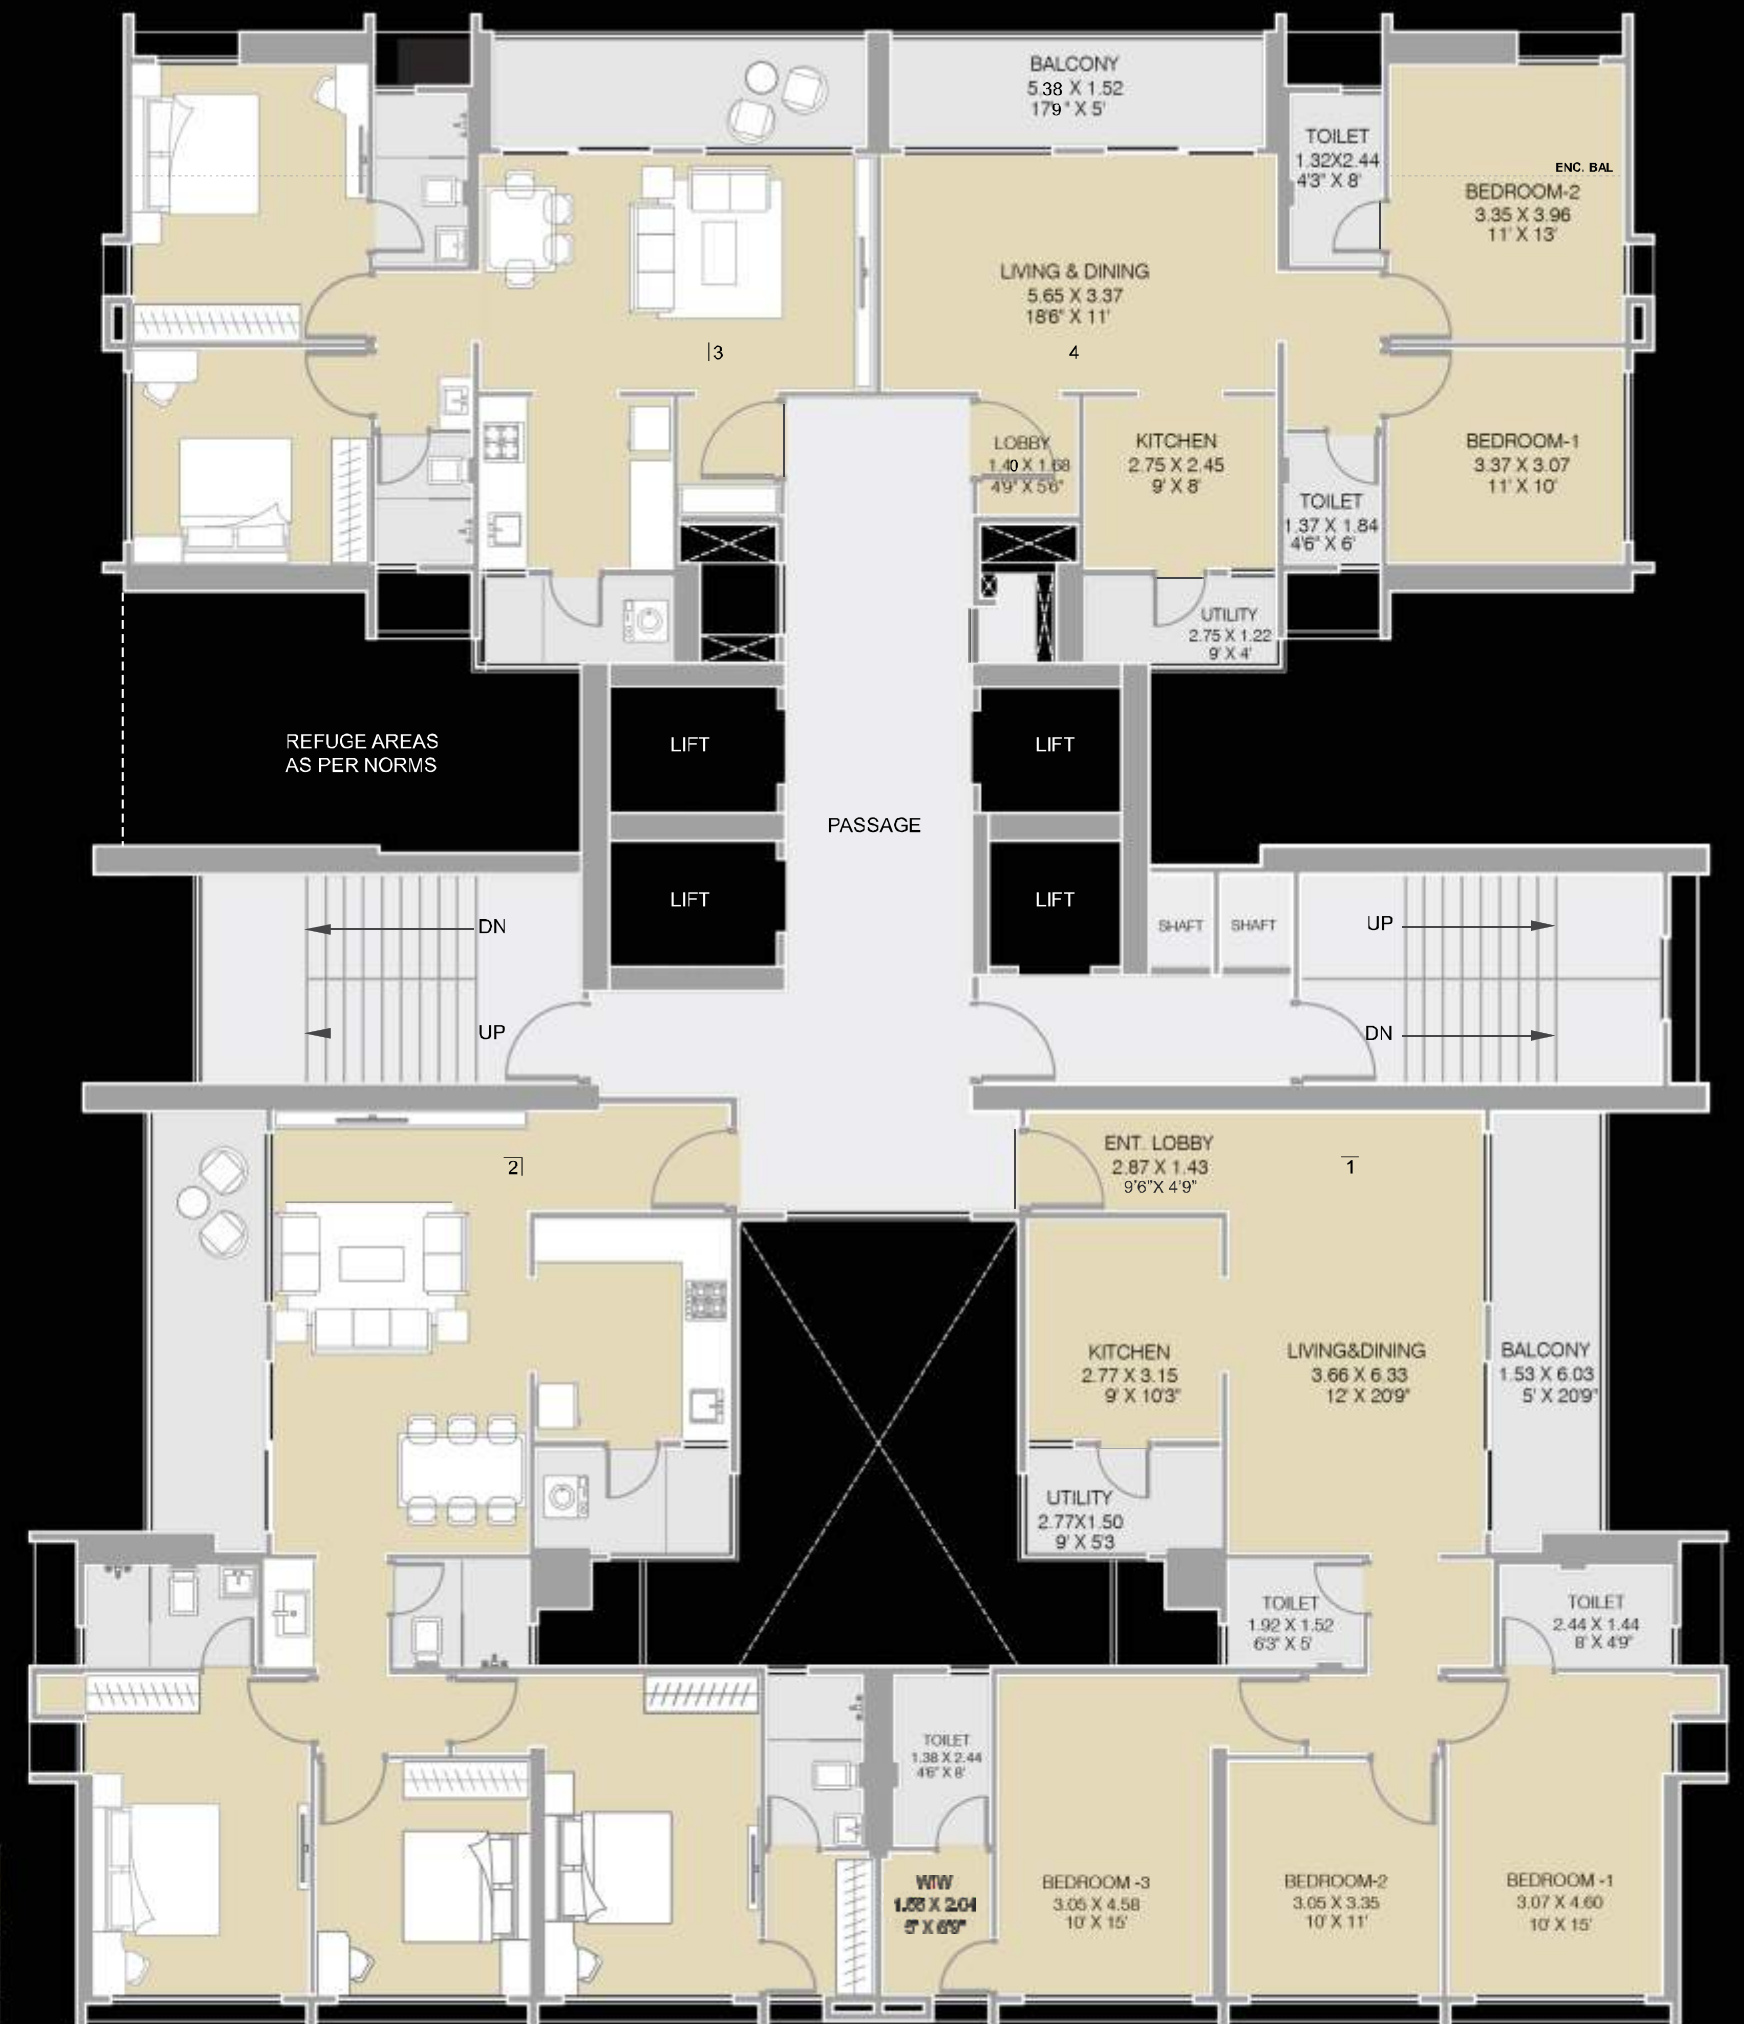 BALCONY
5.38 X 1.52
17'9" X 5'
TOILET
1.32X2.44
4'3" X 8'
ENC. BAL
BEDROOM-2
3.35 X 3.96
11' X 13'
LIVING & DINING
5.65 X 3.37
18'6" X 11'
3
4
LOBBY
1.40 X 1.68
4'9" X 5'6"
KITCHEN
2.75 X 2.45
9' X 8'
BEDROOM-1
3.37 X 3.07
11' X 10'
TOILET
1.37 X 1.84
4'6" X 6'
UTILITY
2.75 X 1.22
9' X 4'
REFUGE AREAS
AS PER NORMS
LIFT
LIFT
PASSAGE
LIFT
LIFT
SHAFT
SHAFT
DN
UP
UP
DN
2
ENT. LOBBY
2.87 X 1.43
9'6"X 4'9"
1
KITCHEN
2.77 X 3.15
9' X 10'3"
LIVING&DINING
3.66 X 6.33
12' X 20'9"
BALCONY
1.53 X 6.03
5' X 20'9"
UTILITY
2.77X1.50
9' X 5'3
TOILET
1.92 X 1.52
6'3" X 5'
TOILET
2.44 X 1.44
8' X 4'9"
TOILET
1.38 X 2.44
4'6" X 8'
WIW
X
5' X 6'9"
BEDROOM -3
3.05 X 4.58
10' X 15'
BEDROOM-2
3.05 X 3.35
10' X 11'
BEDROOM -1
3.07 X 4.60
10' X 15'